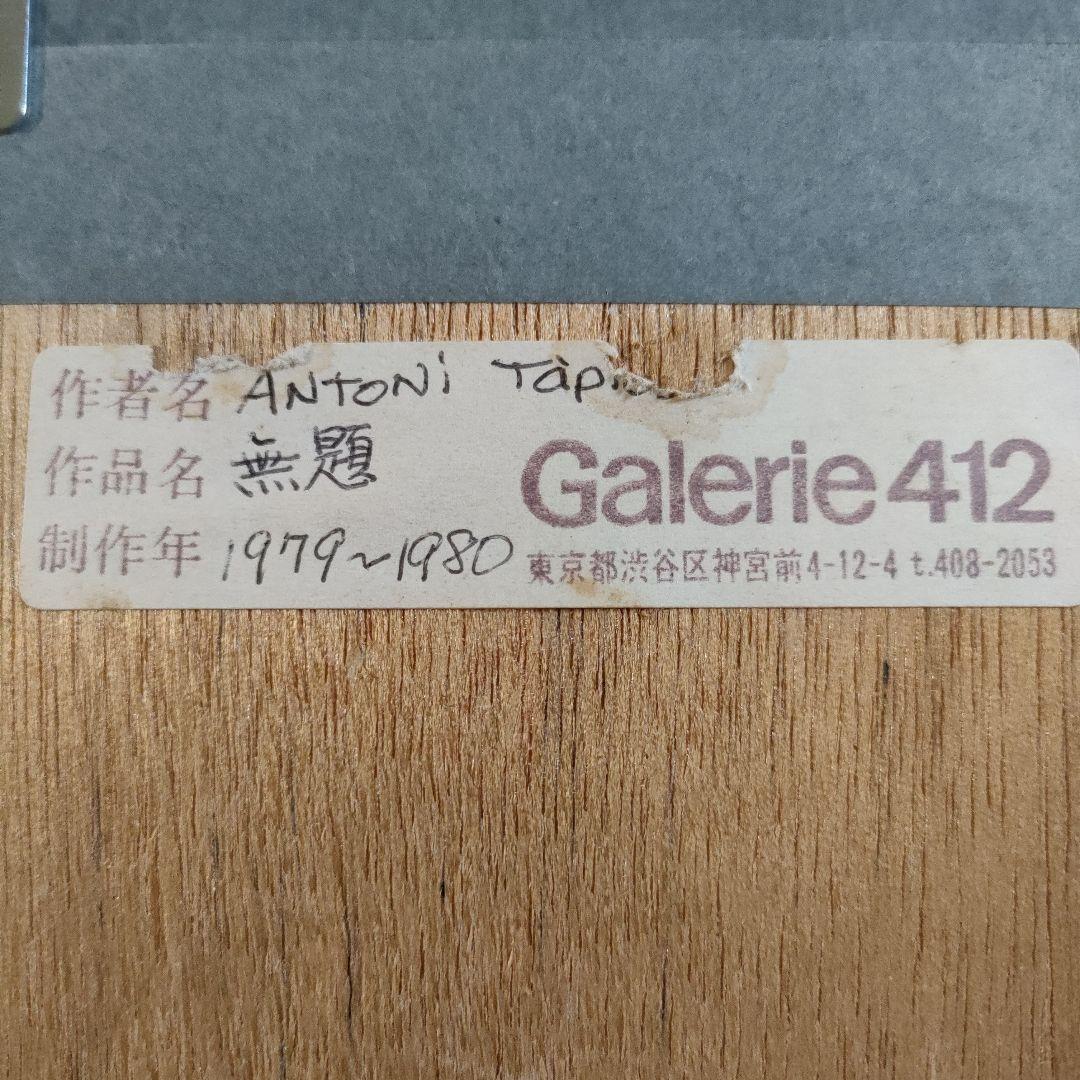 作者名 ANTONi Tàpi
作品名 無題
制作年 1979~1980
Galerie 412
東京都渋谷区神宮前4-12-4 t.408-2053